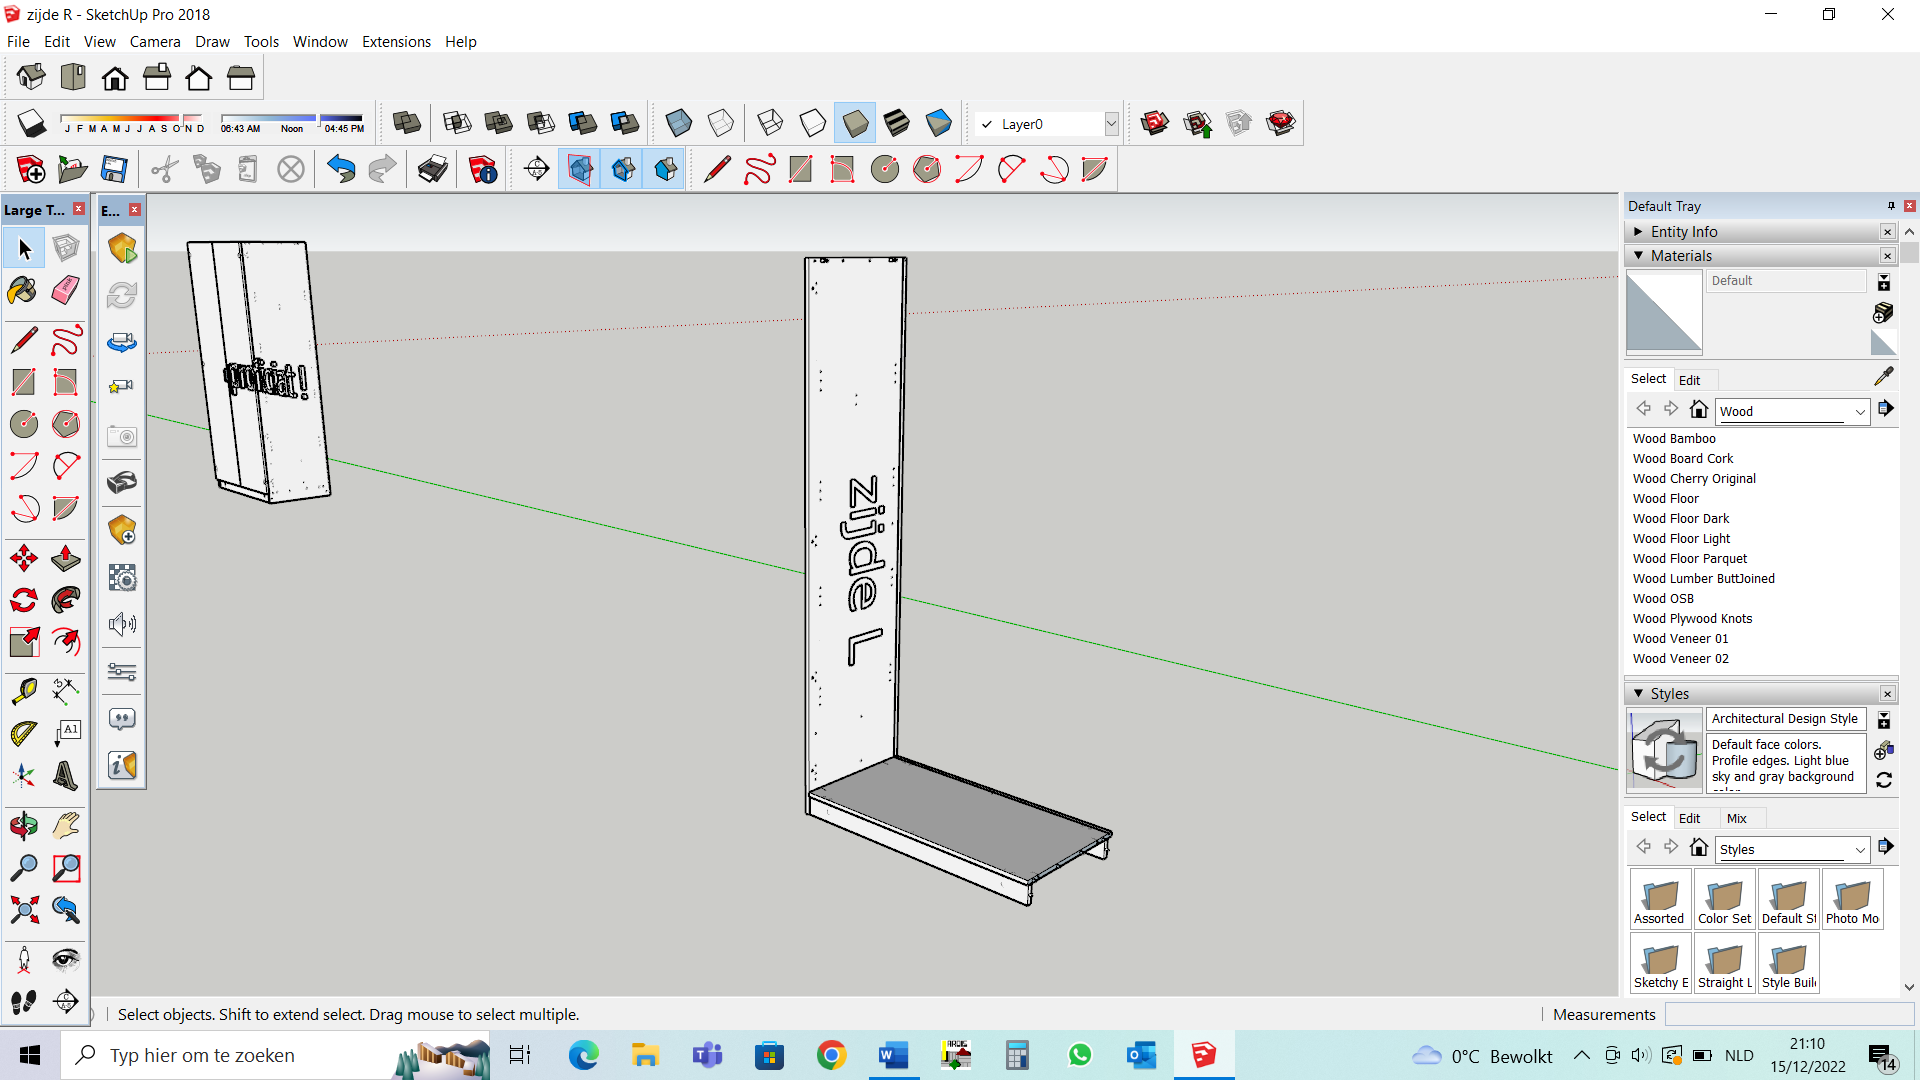 zijde R - SketchUp Pro 2018
File Edit View Camera Draw Tools Window Extensions Help
J F M A M J J A S O N D
06:43 AM Noon 04:45 PM
Layer0
Large T...
E...
Default Tray
Entity Info
Materials
Default
Select Edit
Wood
Wood Bamboo
Wood Board Cork
Wood Cherry Original
Wood Floor
Wood Floor Dark
Wood Floor Light
Wood Floor Parquet
Wood Lumber ButtJoined
Wood OSB
Wood Plywood Knots
Wood Veneer 01
Wood Veneer 02
Styles
Architectural Design Style
Default face colors.
Profile edges. Light blue
sky and gray background
Select Edit Mix
Styles
Assorted Color Set Default St Photo Mo
Sketchy E Straight L Style Buil
proficiat !
zijde L
A1
Select objects. Shift to extend select. Drag mouse to select multiple.
Measurements
Typ hier om te zoeken
0°C Bewolkt
NLD
21:10
15/12/2022
14